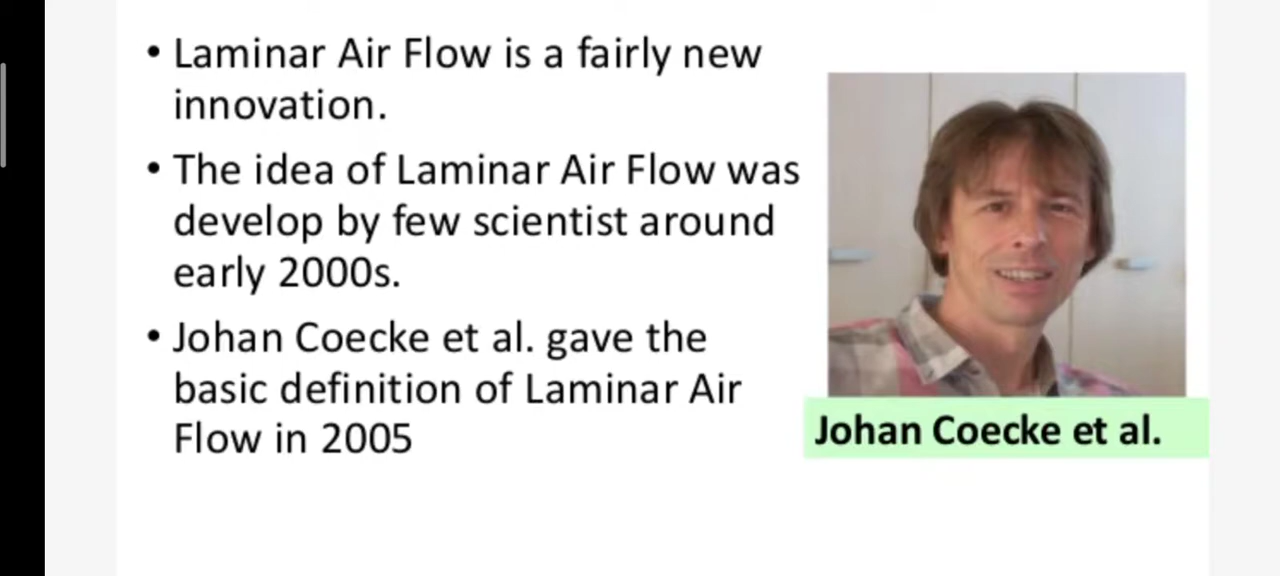 • Laminar Air Flow is a fairly new
innovation.
• The idea of Laminar Air Flow was
develop by few scientist around
early 2000s.
• Johan Coecke et al. gave the
basic definition of Laminar Air
Flow in 2005
Johan Coecke et al.